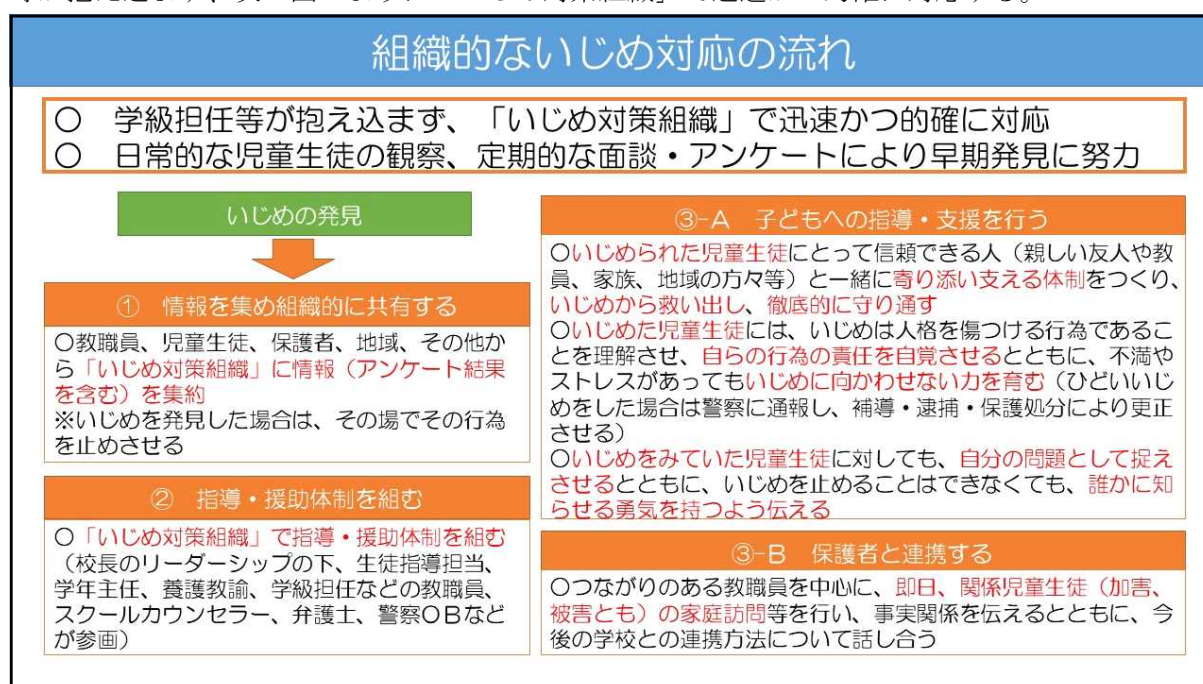 組織的ないじめ対応の流れ
○　学級担任等が抱え込まず、「いじめ対策組織」で迅速かつ的確に対応
○　日常的な児童生徒の観察、定期的な面談・アンケートにより早期発見に努力
いじめの発見
①　情報を集め組織的に共有する
○教職員、児童生徒、保護者、地域、その他か
ら「いじめ対策組織」に情報（アンケート結果
を含む）を集約
※いじめを発見した場合は、その場でその行為
を止めさせる
②　指導・援助体制を組む
○「いじめ対策組織」で指導・援助体制を組む
（校長のリーダーシップの下、生徒指導担当、
学年主任、養護教諭、学級担任などの教職員、
スクールカウンセラー、弁護士、警察ＯＢなど
が参画）
③-Ａ　子どもへの指導・支援を行う
○いじめられた児童生徒にとって信頼できる人（親しい友人や教
員、家族、地域の方々等）と一緒に寄り添い支える体制をつくり、
いじめから救い出し、徹底的に守り通す
○いじめた児童生徒には、いじめは人格を傷つける行為であるこ
とを理解させ、自らの行為の責任を自覚させるとともに、不満や
ストレスがあってもいじめに向かわせない力を育む（ひどいいじ
めをした場合は警察に通報し、補導・逮捕・保護処分により更正
させる）
○いじめをみていた児童生徒に対しても、自分の問題として捉え
させるとともに、いじめを止めることはできなくても、誰かに知
らせる勇気を持つよう伝える
③-Ｂ　保護者と連携する
○つながりのある教職員を中心に、即日、関係児童生徒（加害、
被害とも）の家庭訪問等を行い、事実関係を伝えるとともに、今
後の学校との連携方法について話し合う